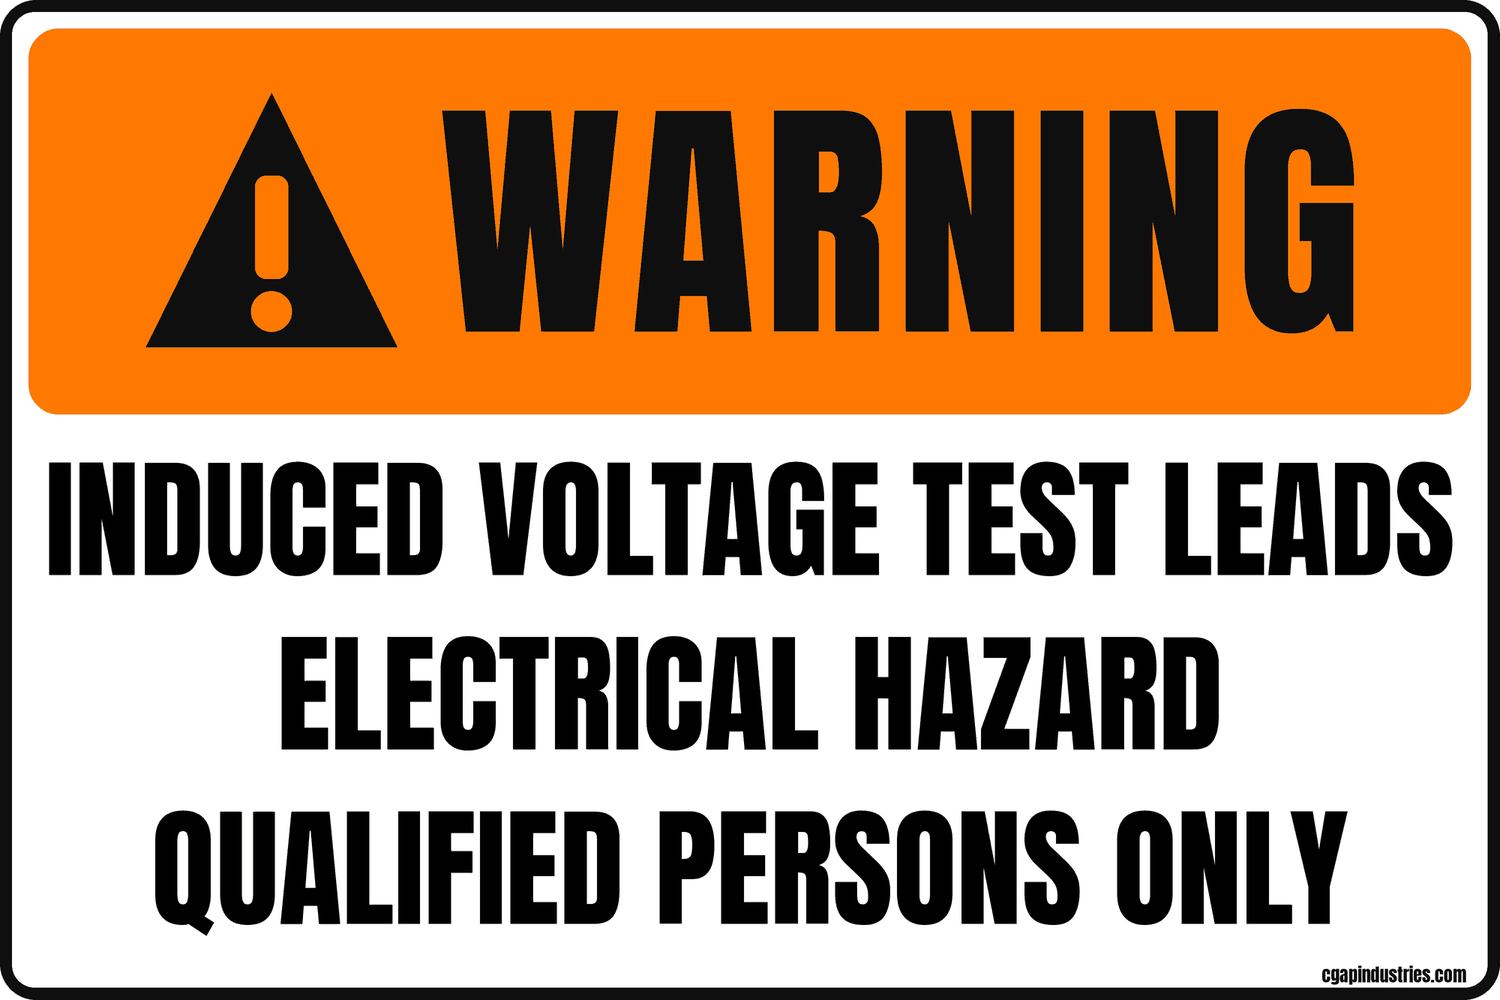 WARNING
INDUCED VOLTAGE TEST LEADS
ELECTRICAL HAZARD
QUALIFIED PERSONS ONLY
cgapindustries.com